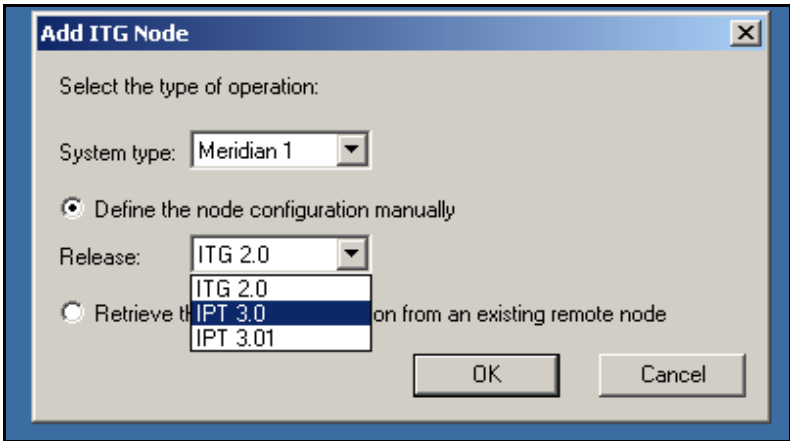 Add ITG Node
Select the type of operation:
System type: Meridian 1
Define the node configuration manually
Release: ITG 2.0
ITG 2.0
IPT 3.0
IPT 3.01
Retrieve on from an existing remote node
OK Cancel